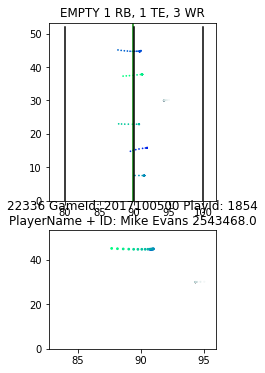 EMPTY 1 RB, 1 TE, 3 WR
50
40
30
20
10
0
80 85 90 95 100
22336 GameId: 2017100500 PlayId: 1854
PlayerName + ID: Mike Evans 2543468.0
40
20
0
85 90 95